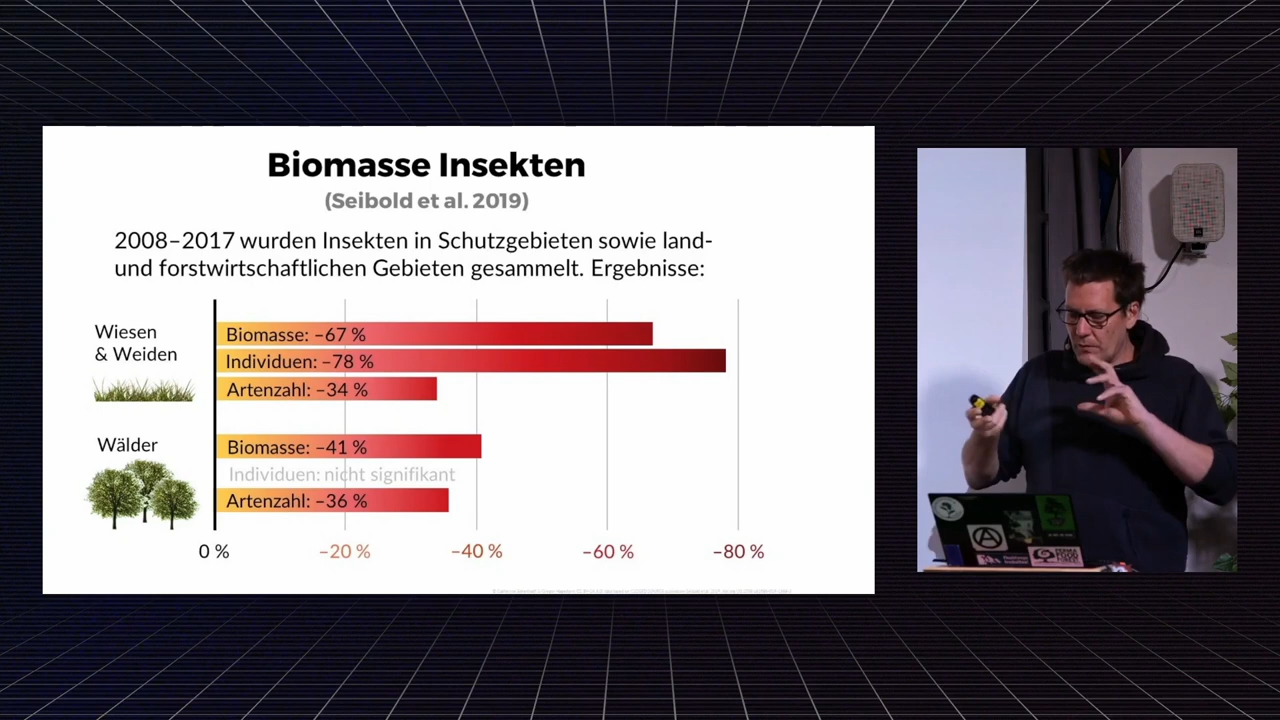 Biomasse Insekten
(Seibold et al. 2019)
2008–2017 wurden Insekten in Schutzgebieten sowie land-
und forstwirtschaftlichen Gebieten gesammelt. Ergebnisse:
Wiesen
& Weiden
Biomasse: –67 %
Individuen: –78 %
Artenzahl: –34 %
Wälder
Biomasse: –41 %
Individuen: nicht signifikant
Artenzahl: –36 %
0 %
–20 %
–40 %
–60 %
–80 %